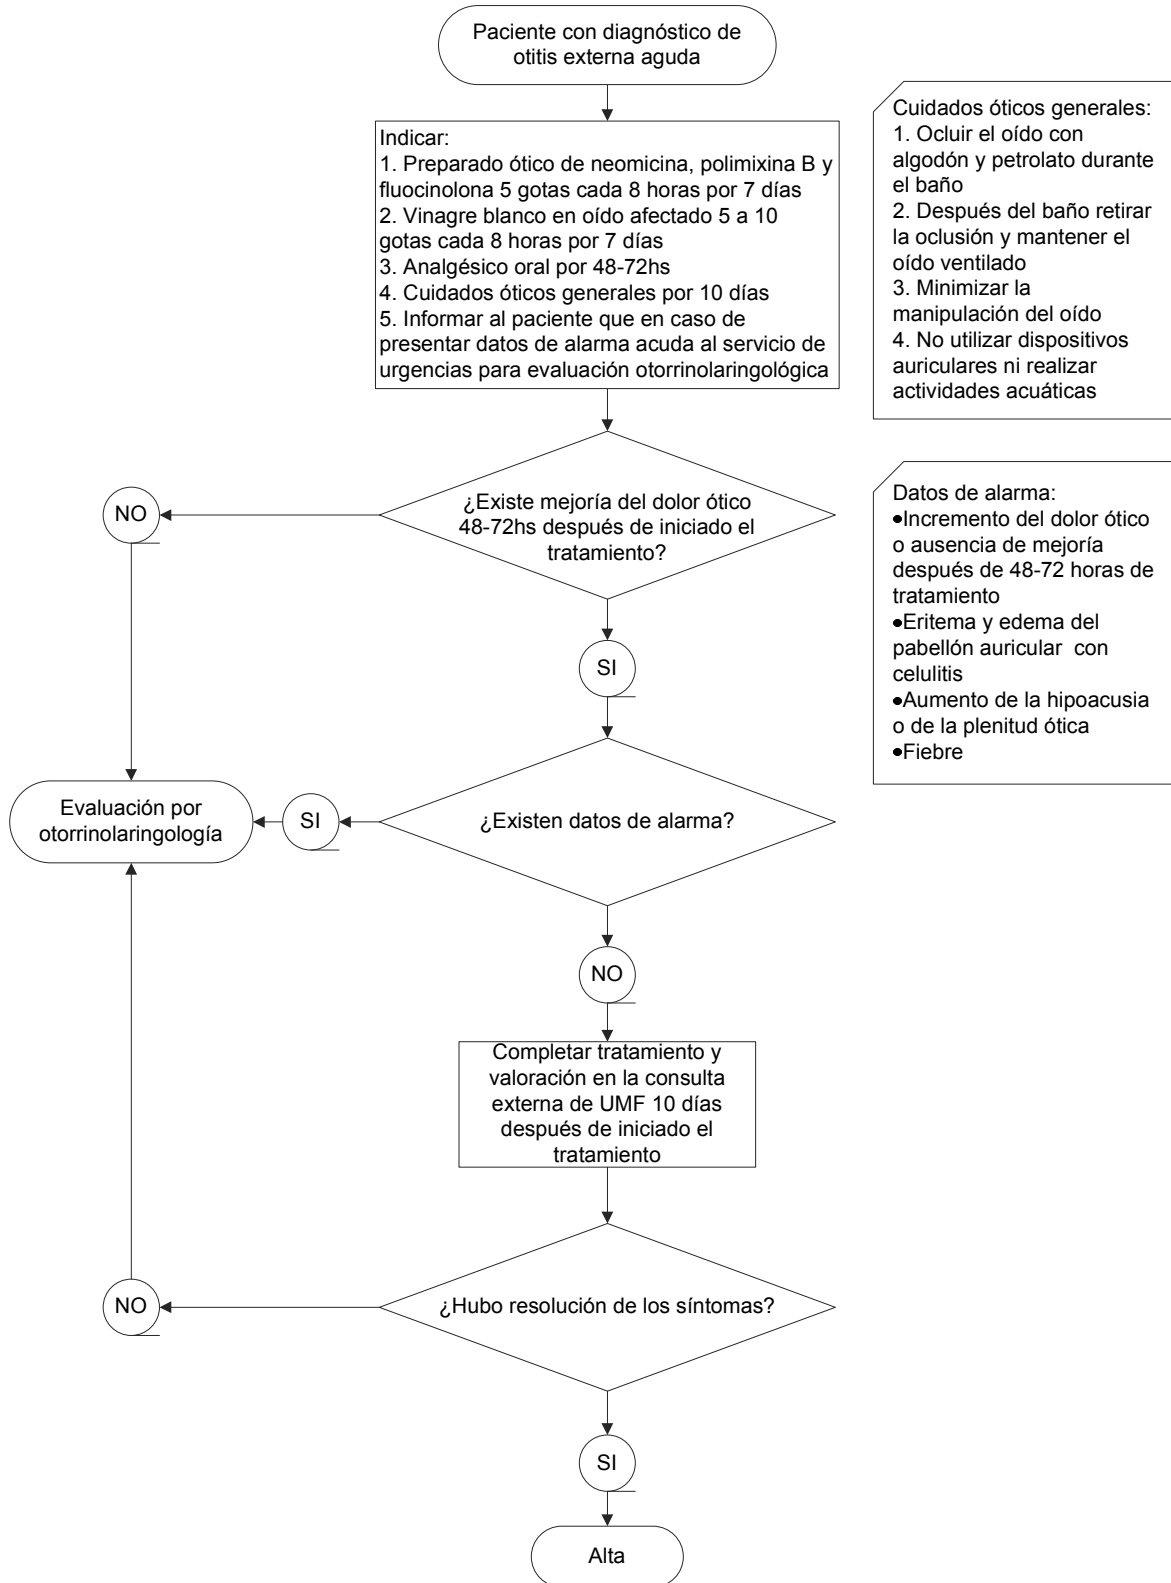 Paciente con diagnóstico de
otitis externa aguda
Indicar:
1. Preparado ótico de neomicina, polimixina B y
fluocinolona 5 gotas cada 8 horas por 7 días
2. Vinagre blanco en oído afectado 5 a 10
gotas cada 8 horas por 7 días
3. Analgésico oral por 48-72hs
4. Cuidados óticos generales por 10 días
5. Informar al paciente que en caso de
presentar datos de alarma acuda al servicio de
urgencias para evaluación otorrinolaringológica
Cuidados óticos generales:
1. Ocluir el oído con
algodón y petrolato durante
el baño
2. Después del baño retirar
la oclusión y mantener el
oído ventilado
3. Minimizar la
manipulación del oído
4. No utilizar dispositivos
auriculares ni realizar
actividades acuáticas
¿Existe mejoría del dolor ótico
48-72hs después de iniciado el
tratamiento?
NO
SI
Datos de alarma:
•Incremento del dolor ótico
o ausencia de mejoría
después de 48-72 horas de
tratamiento
•Eritema y edema del
pabellón auricular con
celulitis
•Aumento de la hipoacusia
o de la plenitud ótica
•Fiebre
¿Existen datos de alarma?
SI
Evaluación por
otorrinolaringología
NO
Completar tratamiento y
valoración en la consulta
externa de UMF 10 días
después de iniciado el
tratamiento
¿Hubo resolución de los síntomas?
NO
SI
Alta